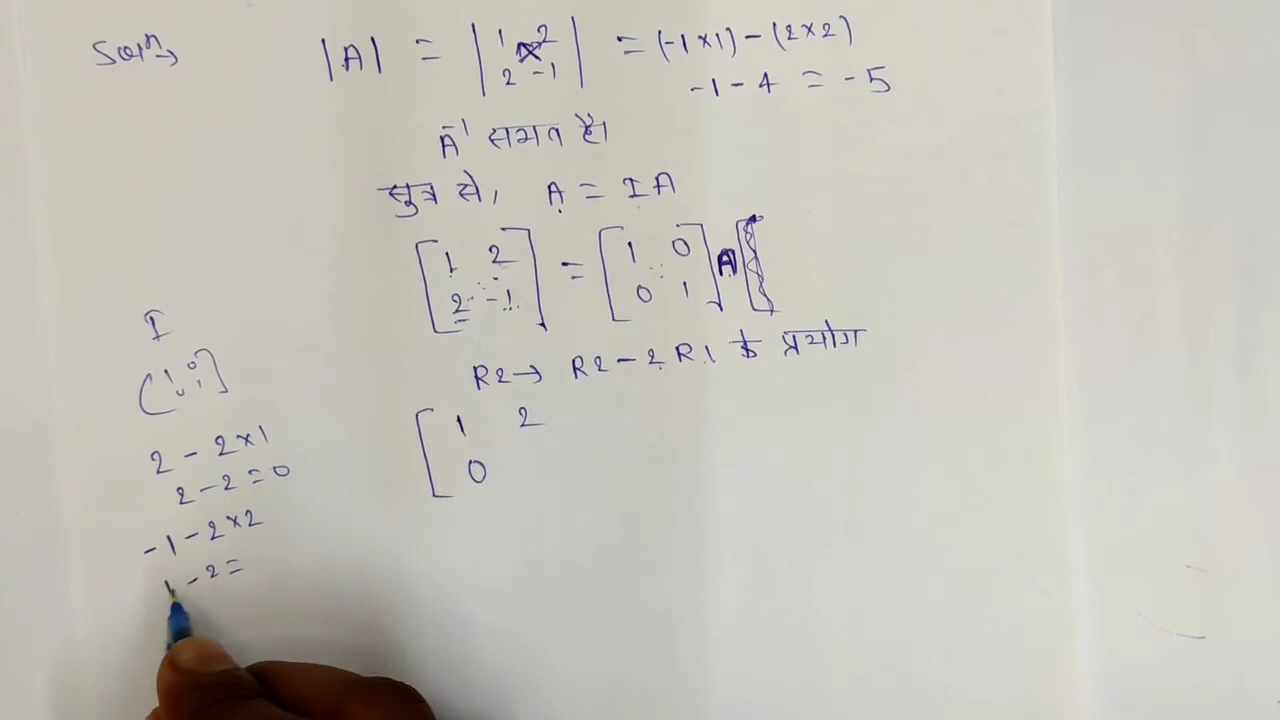 Solⁿ→ |A| = | 1 2 | = (-1×1) - (2×2)
| 2 -1 |
-1 - 4 = -5
A⁻¹ सभव है।
सुत्र से, A = IA
[ 1 2 ] = [ 1 0 ] A
[ 2 -1 ] [ 0 1 ]
R2→ R2 - 2R1 के प्रयोग
[ 1 2
0
I
( 1 0
0 1 ]
2 - 2×1
2 - 2 = 0
-1 - 2×2
- 2 =